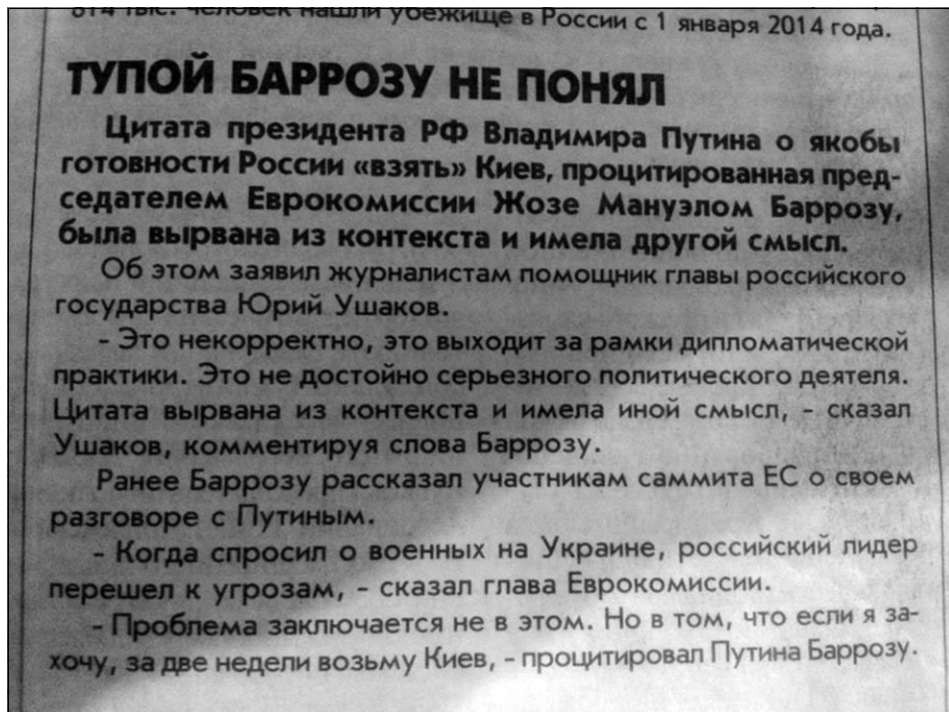 814 тыс. человек нашли убежище в России с 1 января 2014 года.
ТУПОЙ БАРРОЗУ НЕ ПОНЯЛ
Цитата президента РФ Владимира Путина о якобы
готовности России «взять» Киев, процитированная пред-
седателем Еврокомиссии Жозе Мануэлом Баррозу,
была вырвана из контекста и имела другой смысл.
Об этом заявил журналистам помощник главы российского
государства Юрий Ушаков.
- Это некорректно, это выходит за рамки дипломатической
практики. Это не достойно серьезного политического деятеля.
Цитата вырвана из контекста и имела иной смысл, - сказал
Ушаков, комментируя слова Баррозу.
Ранее Баррозу рассказал участникам саммита ЕС о своем
разговоре с Путиным.
- Когда спросил о военных на Украине, российский лидер
перешел к угрозам, - сказал глава Еврокомиссии.
- Проблема заключается не в этом. Но в том, что если я за-
хочу, за две недели возьму Киев, - процитировал Путина Баррозу.